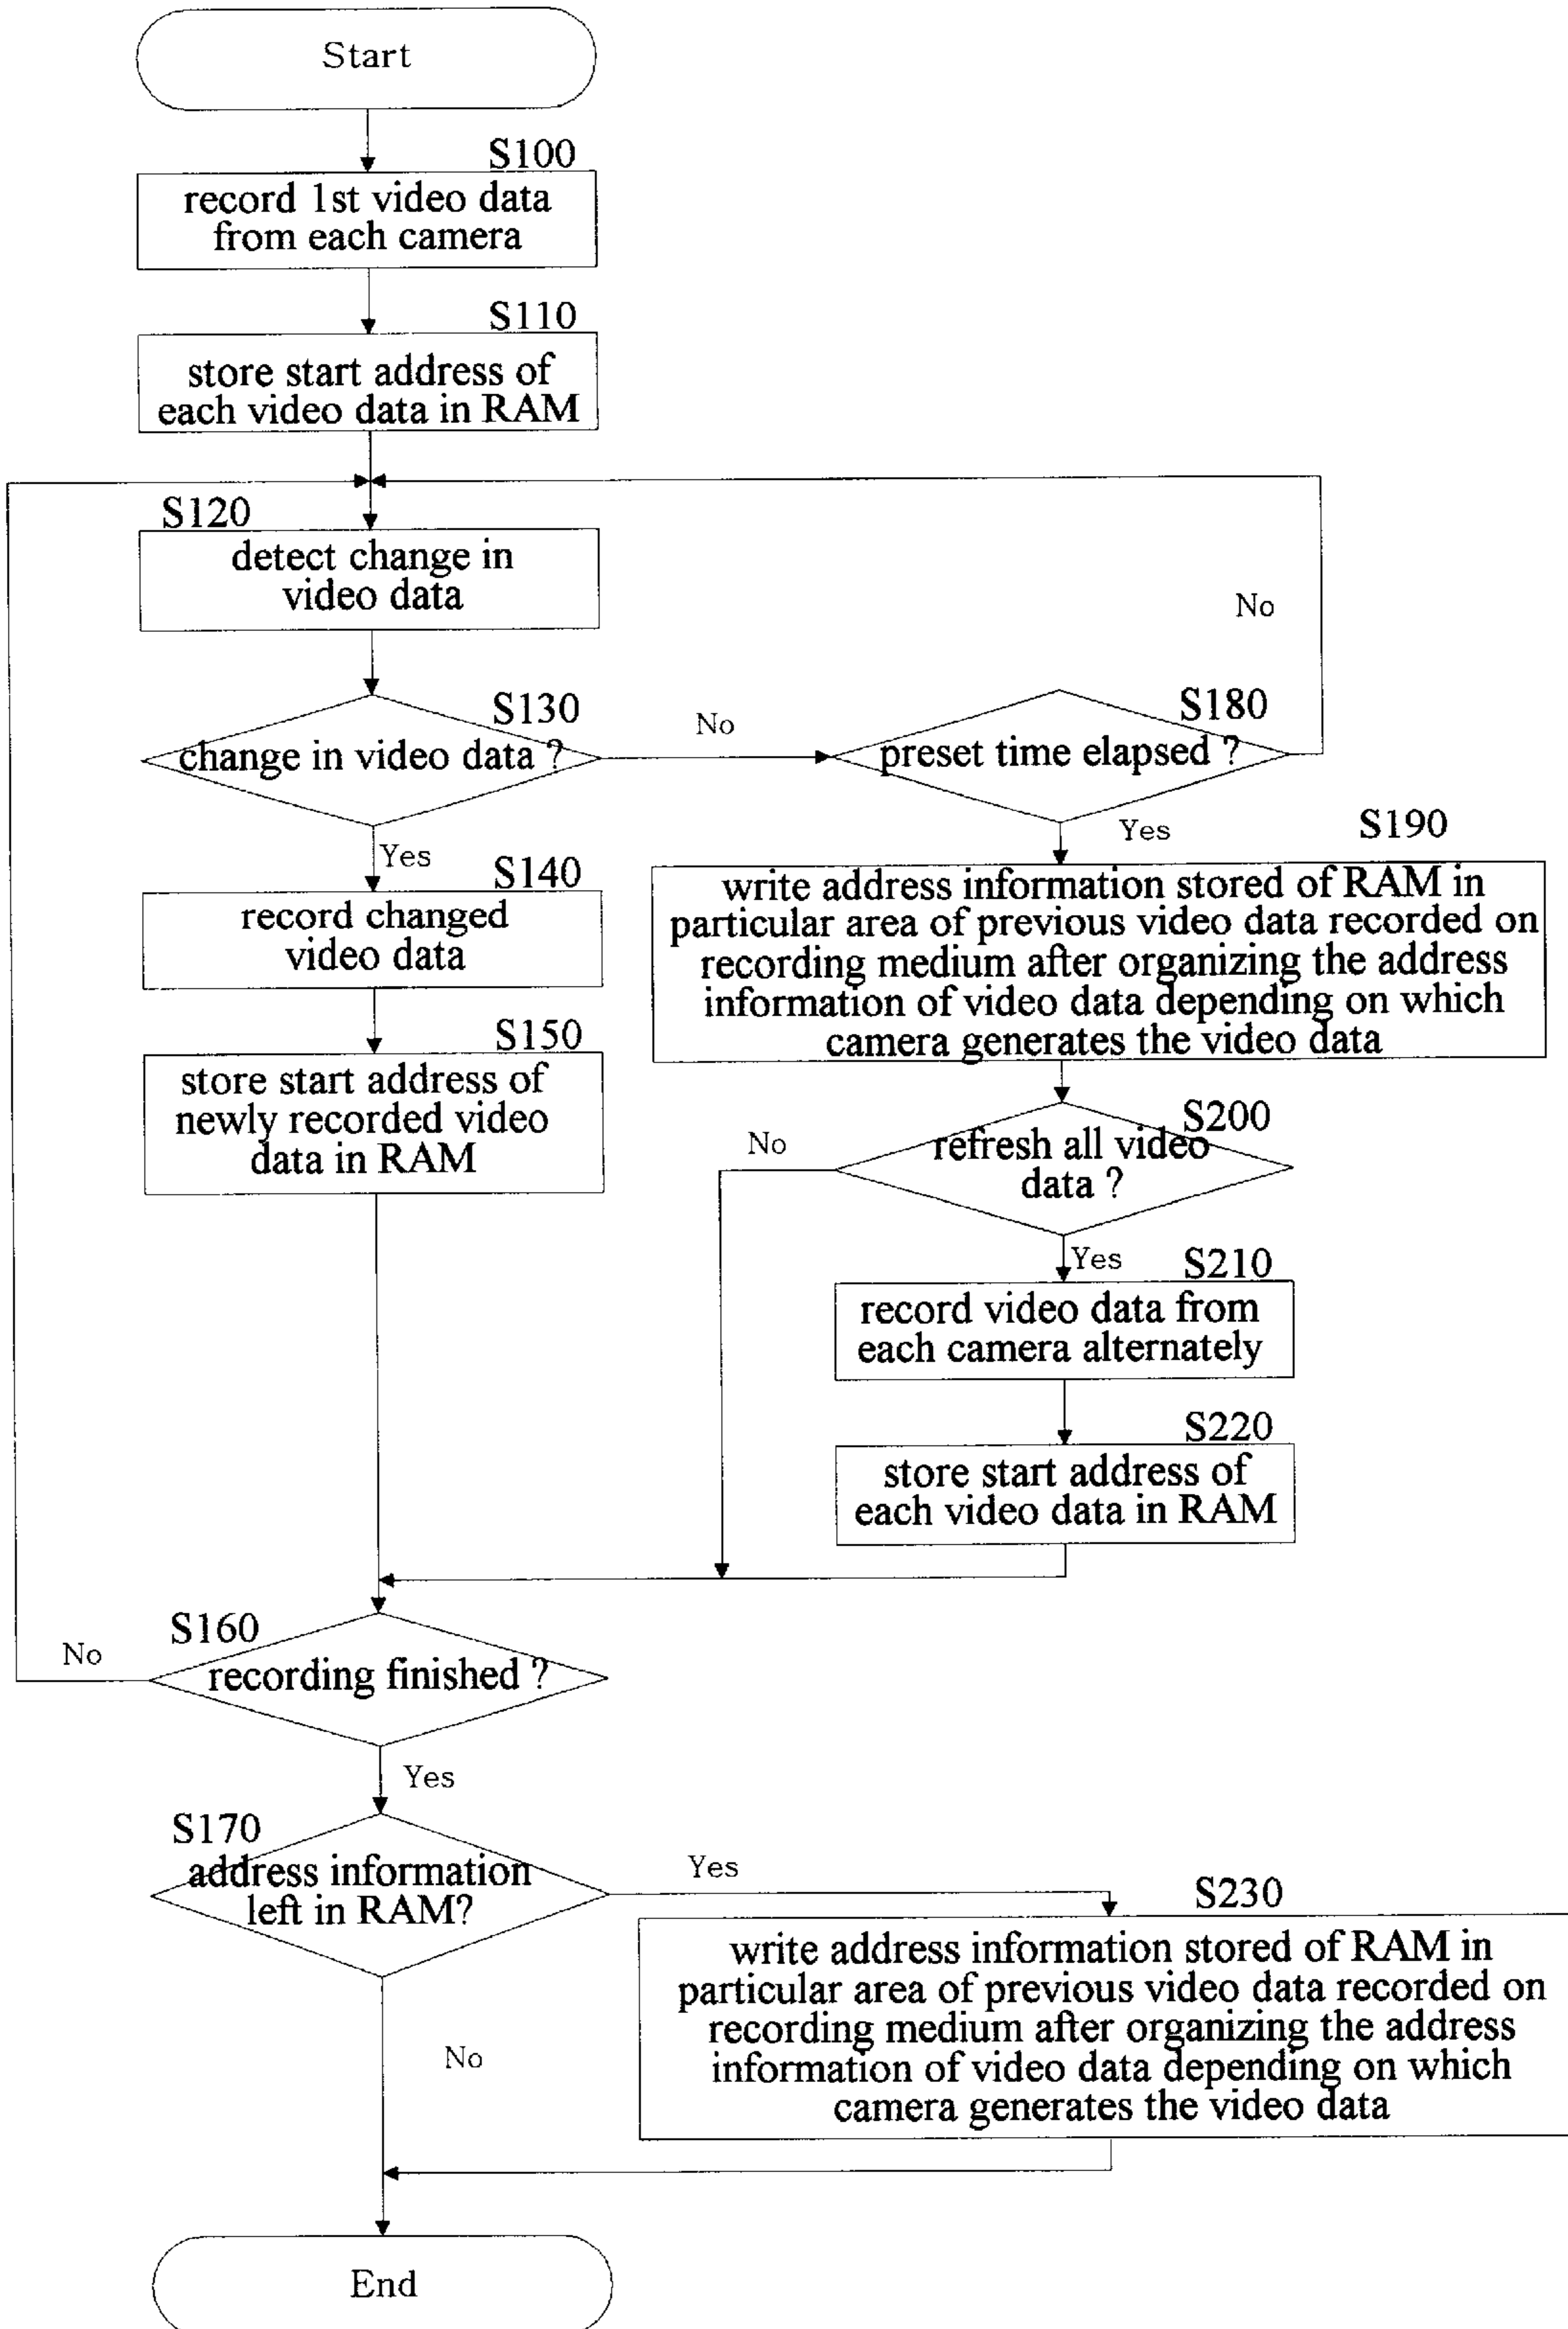 Start
S100
record 1st video data
from each camera
S110
store start address of
each video data in RAM
S120
detect change in
video data
No
S130
change in video data ?
No
S180
preset time elapsed ?
Yes
S140
record changed
video data
Yes
S190
write address information stored of RAM in
particular area of previous video data recorded on
recording medium after organizing the address
information of video data depending on which
camera generates the video data
S150
store start address of
newly recorded video
data in RAM
S200
No
refresh all video
data ?
Yes
S210
record video data from
each camera alternately
S220
store start address of
each video data in RAM
S160
No
recording finished ?
Yes
S170
address information
left in RAM?
Yes
S230
write address information stored of RAM in
particular area of previous video data recorded on
recording medium after organizing the address
information of video data depending on which
camera generates the video data
No
End